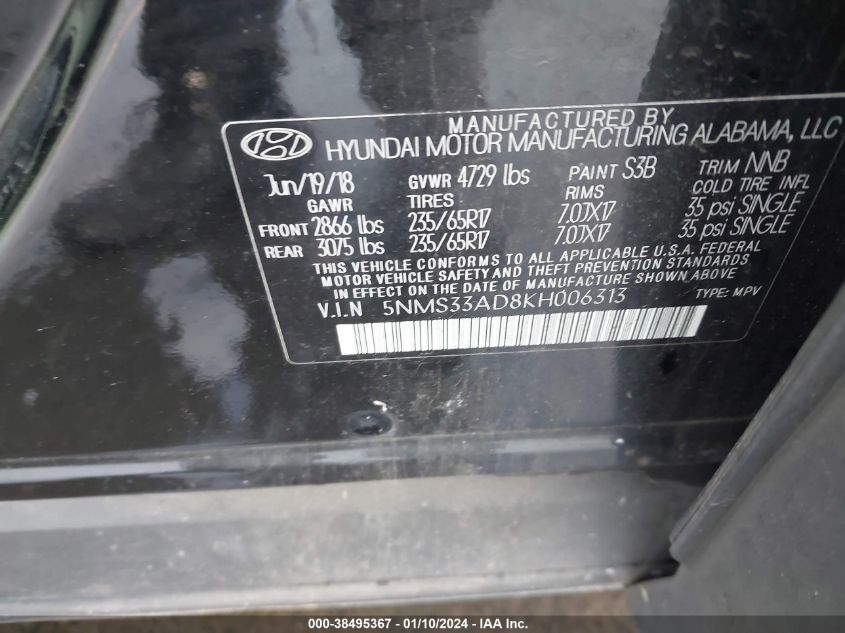 MANUFACTURED BY
HYUNDAI MOTOR MANUFACTURING ALABAMA, LLC
Jun/19/18 GVWR 4729 lbs PAINT S3B TRIM NNB
GAWR TIRES RIMS COLD TIRE INFL
FRONT 2866 lbs 235/65R17 7.0JX17 35 psi SINGLE
REAR 3075 lbs 235/65R17 7.0JX17 35 psi SINGLE
THIS VEHICLE CONFORMS TO ALL APPLICABLE U.S.A. FEDERAL
MOTOR VEHICLE SAFETY AND THEFT PREVENTION STANDARDS
IN EFFECT ON THE DATE OF MANUFACTURE SHOWN ABOVE
V.I.N 5NMS33AD8KH006313 TYPE: MPV
000-38495367 - 01/10/2024 - IAA Inc.